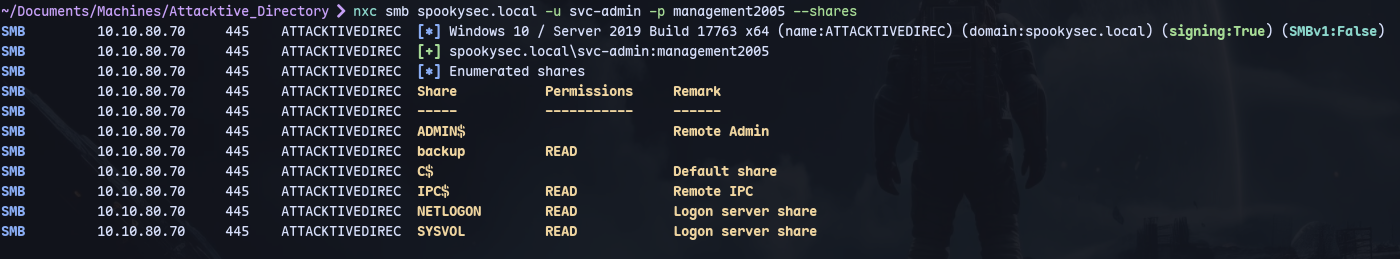 ~/Documents/Machines/Attacktive_Directory ❯ nxc smb spookysec.local -u svc-admin -p management2005 --shares
SMB 10.10.80.70 445 ATTACKTIVEDIREC [*] Windows 10 / Server 2019 Build 17763 x64 (name:ATTACKTIVEDIREC) (domain:spookysec.local) (signing:True) (SMBv1:False)
SMB 10.10.80.70 445 ATTACKTIVEDIREC [+] spookysec.local\svc-admin:management2005
SMB 10.10.80.70 445 ATTACKTIVEDIREC [*] Enumerated shares
SMB 10.10.80.70 445 ATTACKTIVEDIREC Share Permissions Remark
SMB 10.10.80.70 445 ATTACKTIVEDIREC ----- ----------- ------
SMB 10.10.80.70 445 ATTACKTIVEDIREC ADMIN$ Remote Admin
SMB 10.10.80.70 445 ATTACKTIVEDIREC backup READ
SMB 10.10.80.70 445 ATTACKTIVEDIREC C$ Default share
SMB 10.10.80.70 445 ATTACKTIVEDIREC IPC$ READ Remote IPC
SMB 10.10.80.70 445 ATTACKTIVEDIREC NETLOGON READ Logon server share
SMB 10.10.80.70 445 ATTACKTIVEDIREC SYSVOL READ Logon server share